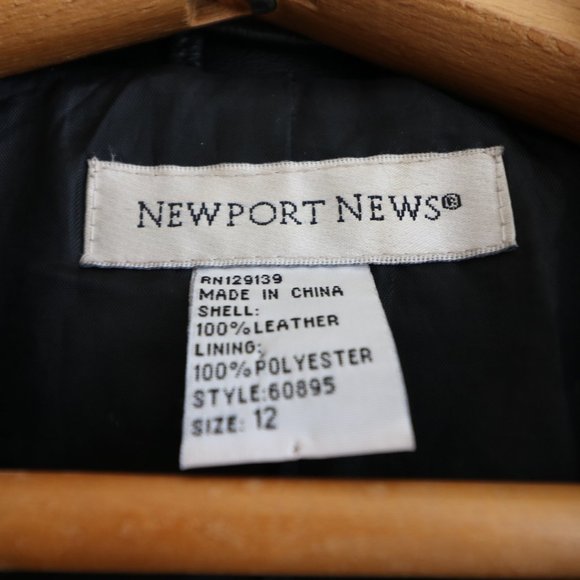 NEWPORT NEWS®
RN129139
MADE IN CHINA
SHELL:
100%LEATHER
LINING:
100%POLYESTER
STYLE:60895
SIZE: 12